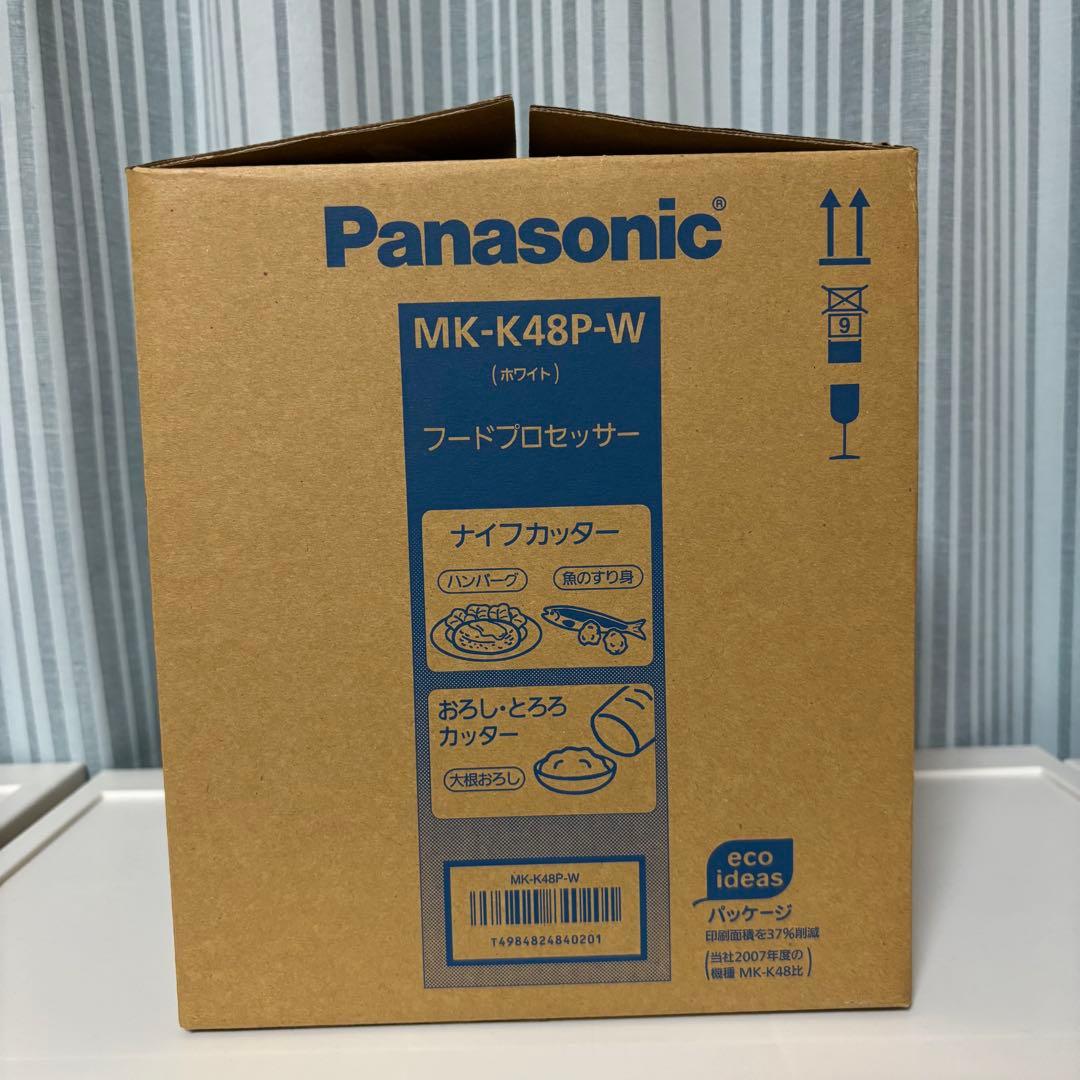 Panasonic®
MK-K48P-W
(ホワイト)
フードプロセッサー
ナイフカッター
ハンバーグ
魚のすり身
おろし・とろろ
カッター
大根おろし
MK-K48P-W
T4984824840201
9
eco
ideas
パッケージ
印刷面積を37%削減
(当社2007年度の
機種 MK-K48比)